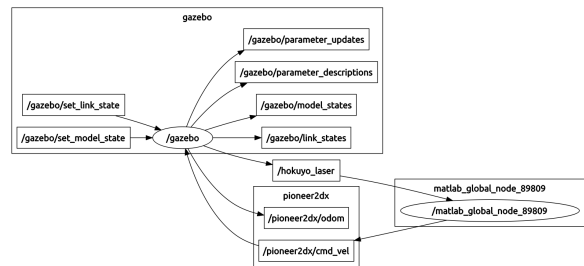 gazebo
/gazebo/parameter_updates
/gazebo/parameter_descriptions
/gazebo/set_link_state
/gazebo/model_states
/gazebo/set_model_state
/gazebo
/gazebo/link_states
/hokuyo_laser
pioneer2dx
matlab_global_node_89809
/pioneer2dx/odom
/matlab_global_node_89809
/pioneer2dx/cmd_vel